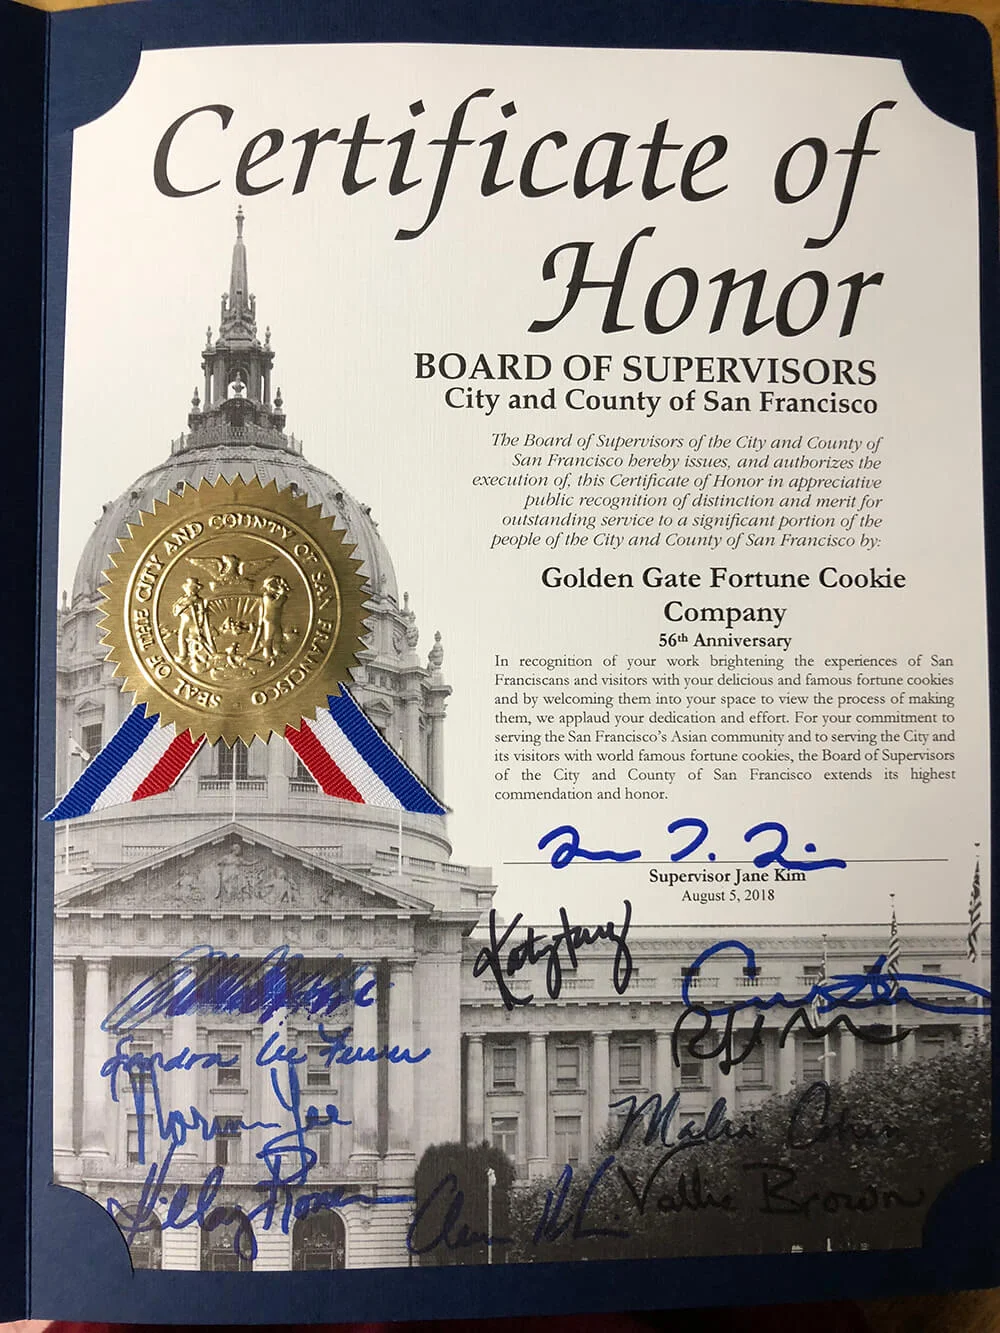 Certificate of
Honor
BOARD OF SUPERVISORS
City and County of San Francisco
The Board of Supervisors of the City and County of
San Francisco hereby issues, and authorizes the
execution of, this Certificate of Honor in appreciative
public recognition of distinction and merit for
outstanding service to a significant portion of the
people of the City and County of San Francisco by:
SEAL OF THE CITY AND COUNTY OF SAN FRANCISCO
Golden Gate Fortune Cookie
Company
56th Anniversary
In recognition of your work brightening the experiences of San
Franciscans and visitors with your delicious and famous fortune cookies
and by welcoming them into your space to view the process of making
them, we applaud your dedication and effort. For your commitment to
serving the San Francisco's Asian community and to serving the City and
its visitors with world famous fortune cookies, the Board of Supervisors
of the City and County of San Francisco extends its highest
commendation and honor.
Supervisor Jane Kim
August 5, 2018
Katy Tang
Sandra Lee Fewer
Norman Yee
Malia Cohen
Vallie Brown